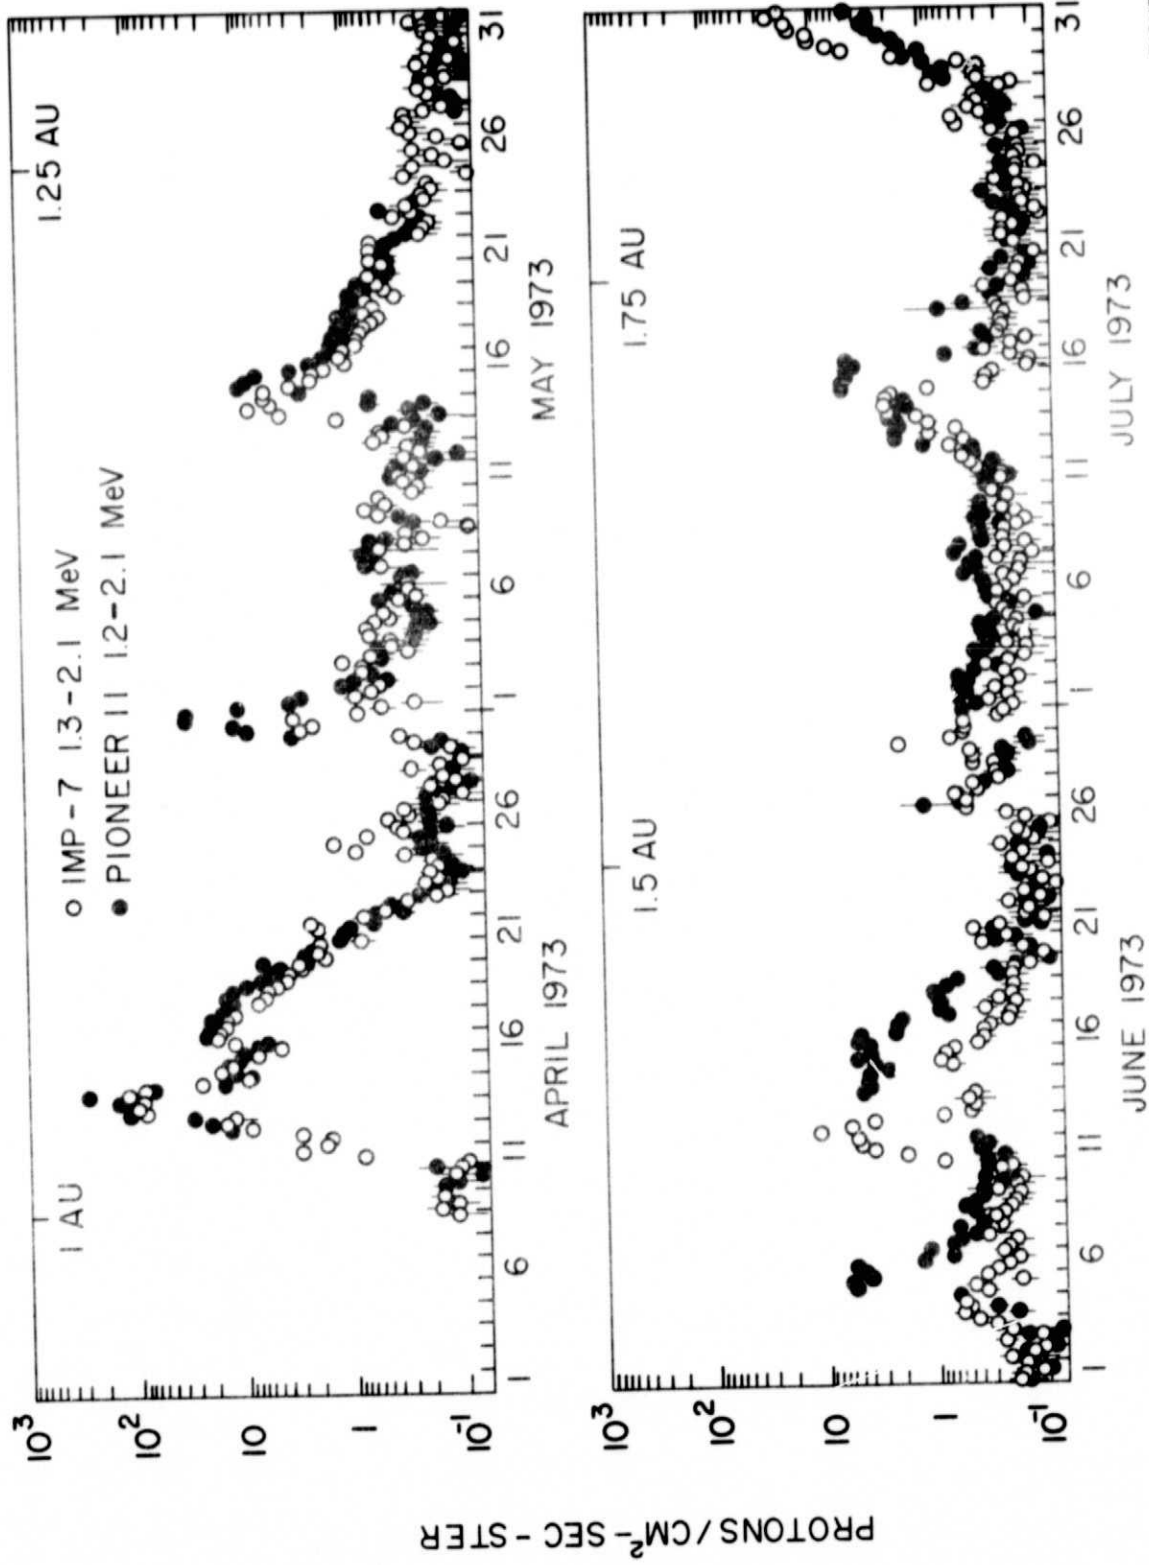 1 AU
1.25 AU
O IMP-7 1.3-2.1 MeV
● PIONEER 11 1.2-2.1 MeV
10³
10²
10
1
10⁻¹
1 6 11 16 21 26 1 6 11 16 21 26 31
APRIL 1973 MAY 1973
1.5 AU
1.75 AU
10³
10²
10
1
10⁻¹
1 6 11 16 21 26 1 6 11 16 21 26 31
JUNE 1973 JULY 1973
PROTONS/CM²-SEC-STER